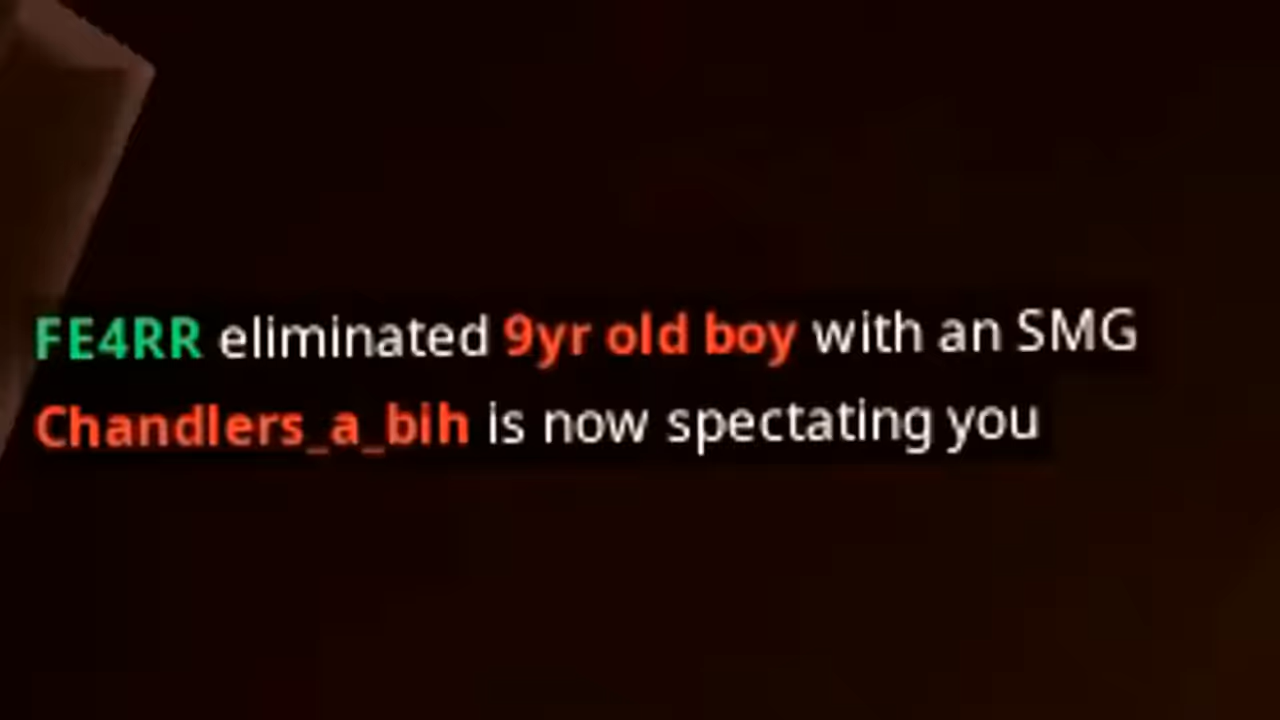 FE4RR eliminated 9yr old boy with an SMG
Chandlers_a_bih is now spectating you